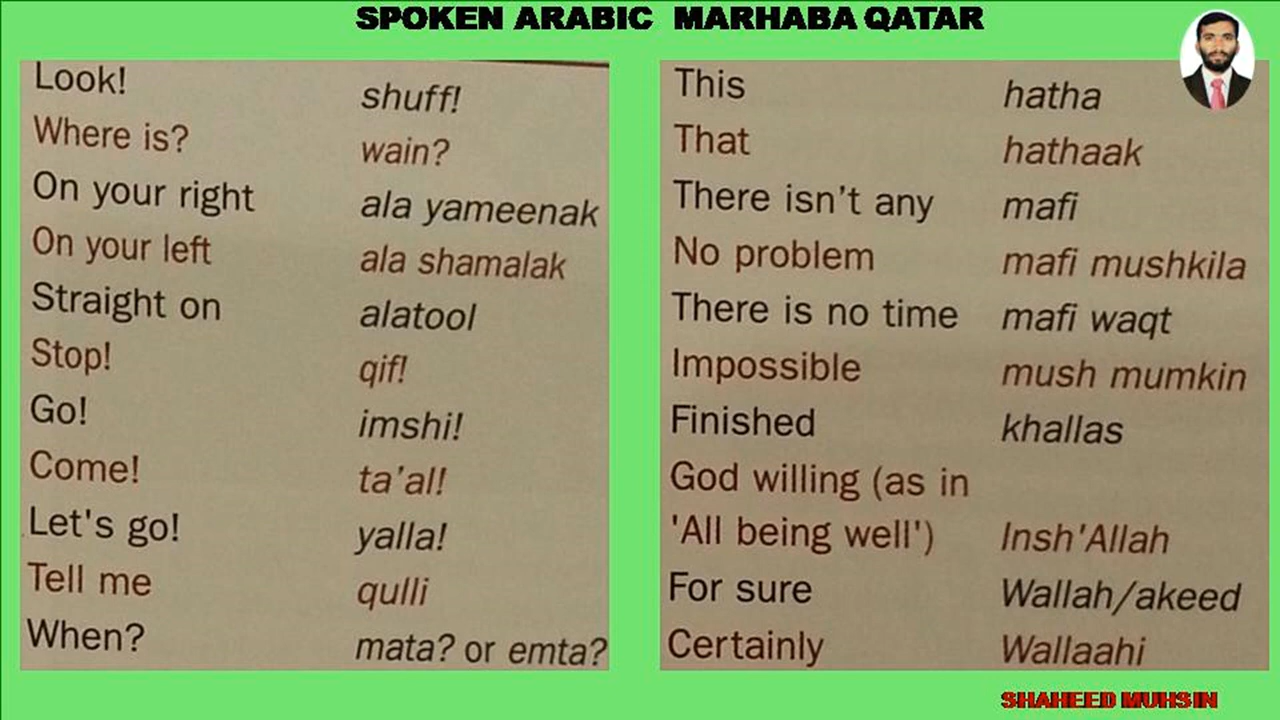 SPOKEN ARABIC MARHABA QATAR
Look! shuff!
Where is? wain?
On your right ala yameenak
On your left ala shamalak
Straight on alatool
Stop! qif!
Go! imshi!
Come! ta'al!
Let's go! yalla!
Tell me qulli
When? mata? or emta?
This hatha
That hathaak
There isn't any mafi
No problem mafi mushkila
There is no time mafi waqt
Impossible mush mumkin
Finished khallas
God willing (as in
'All being well') Insh'Allah
For sure Wallah/akeed
Certainly Wallaahi
SHAHEED MUHSIN